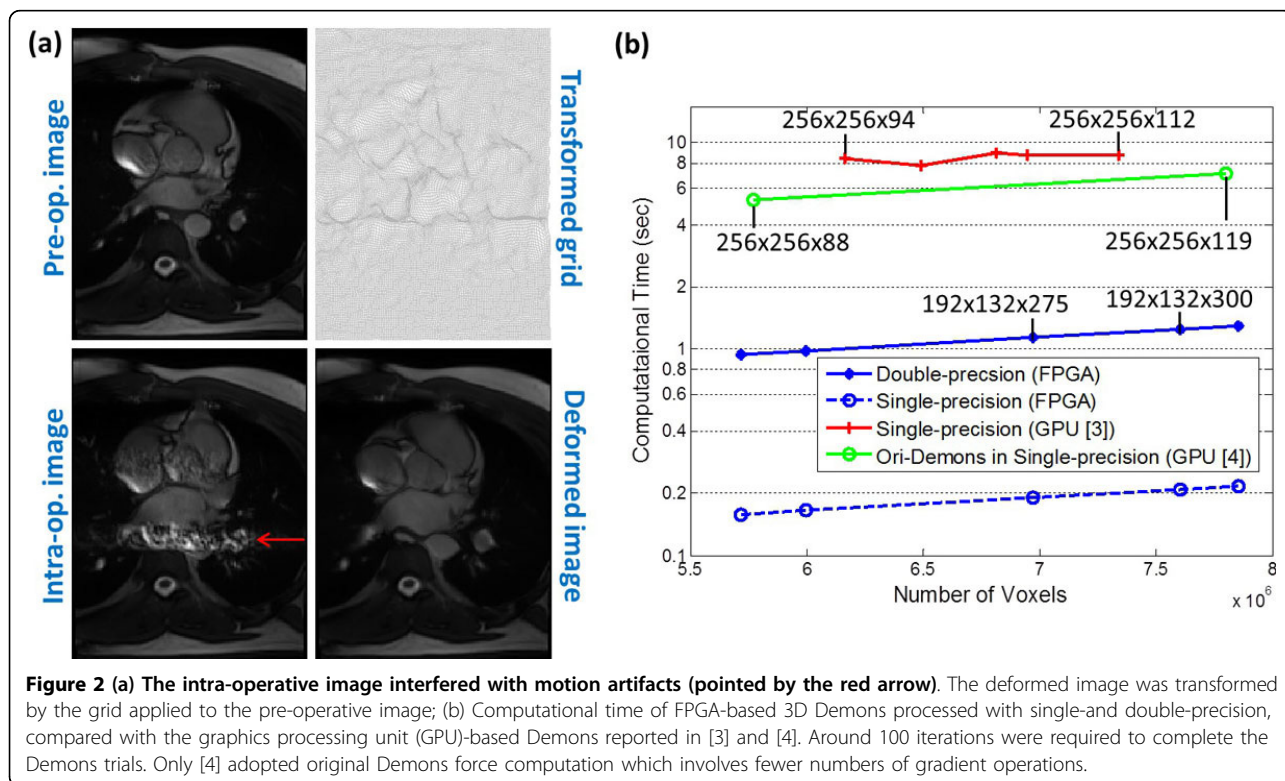 (a)
Pre-op. image
Transformed grid
Intra-op. image
Deformed image
(b)
Computataional Time (sec)
10
8
6
4
2
1
0.8
0.6
0.4
0.2
0.1
256x256x94
256x256x112
256x256x88
256x256x119
192x132x275
192x132x300
Double-precsion (FPGA)
Single-precision (FPGA)
Single-precision (GPU [3])
Ori-Demons in Single-precision (GPU [4])
5.5
6
6.5
7
7.5
8
Number of Voxels
x 10⁶
Figure 2 (a) The intra-operative image interfered with motion artifacts (pointed by the red arrow). The deformed image was transformed
by the grid applied to the pre-operative image; (b) Computational time of FPGA-based 3D Demons processed with single-and double-precision,
compared with the graphics processing unit (GPU)-based Demons reported in [3] and [4]. Around 100 iterations were required to complete the
Demons trials. Only [4] adopted original Demons force computation which involves fewer numbers of gradient operations.